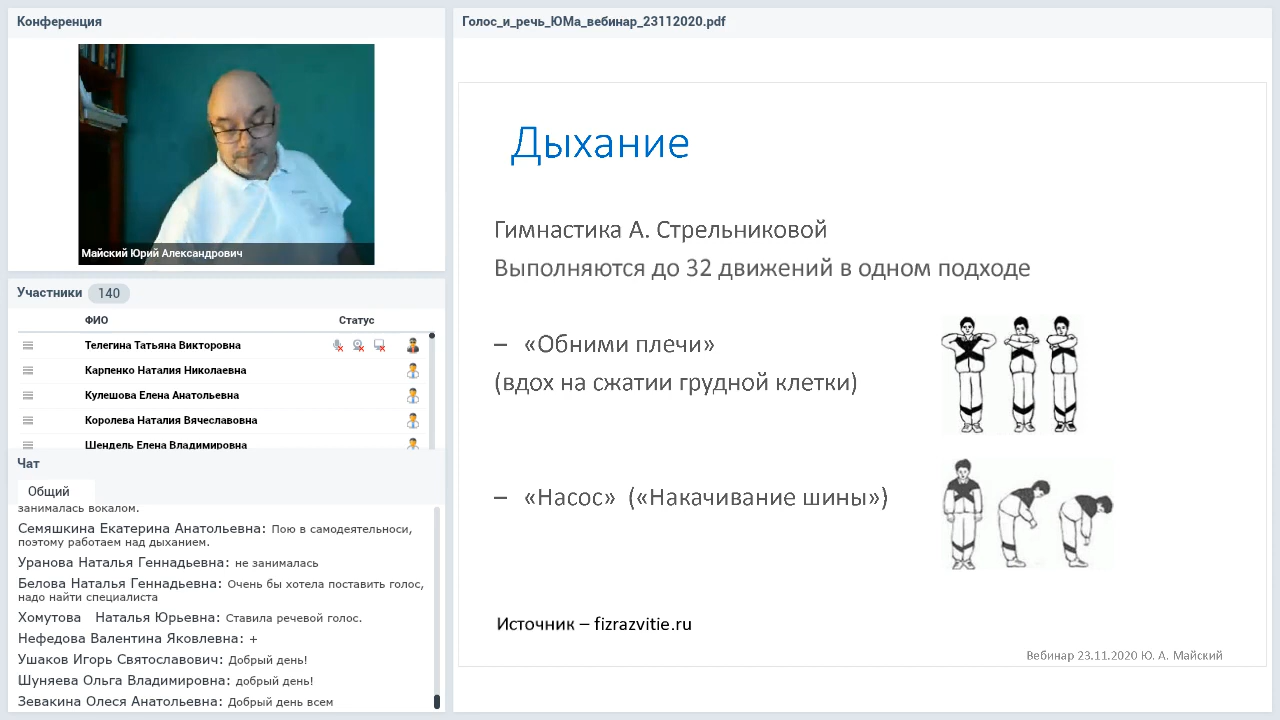 Конференция
Майский Юрий Александрович
Участники 140
ФИО Статус
Телегина Татьяна Викторовна
Карпенко Наталия Николаевна
Кулешова Елена Анатольевна
Королева Наталия Вячеславовна
Шендель Елена Владимировна
Чат
Общий
занималась вокалом.
Семяшкина Екатерина Анатольевна: Пою в самодеятельноси,
поэтому работаем над дыханием.
Уранова Наталья Геннадьевна: не занималась
Белова Наталья Геннадьевна: Очень бы хотела поставить голос,
надо найти специалиста
Хомутова Наталья Юрьевна: Ставила речевой голос.
Нефедова Валентина Яковлевна: +
Ушаков Игорь Святославович: Добрый день!
Шуняева Ольга Владимировна: добрый день!
Зевакина Олеся Анатольевна: Добрый день всем
Голос_и_речь_ЮМа_вебинар_23112020.pdf
Дыхание
Гимнастика А. Стрельниковой
Выполняются до 32 движений в одном подходе
– «Обними плечи»
(вдох на сжатии грудной клетки)
– «Насос» («Накачивание шины»)
Источник – fizrazvitie.ru
Вебинар 23.11.2020 Ю. А. Майский